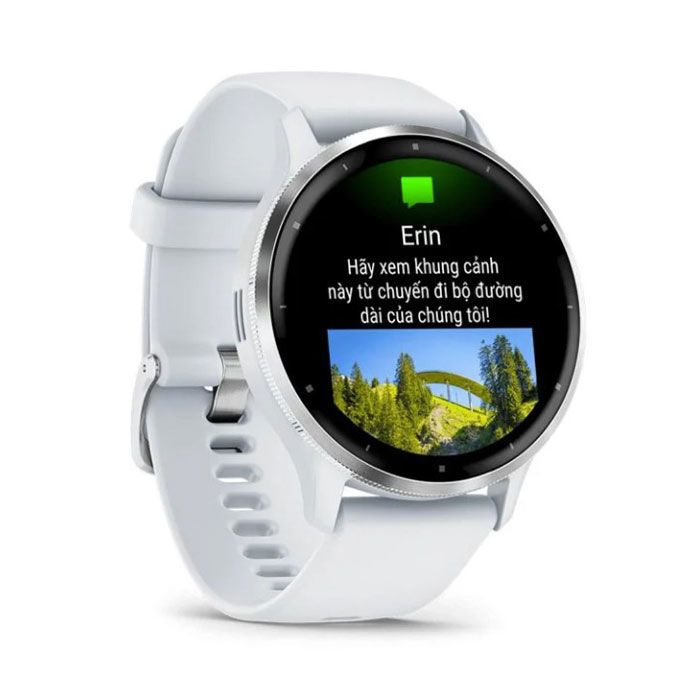 Erin
Hãy xem khung cảnh
này từ chuyến đi bộ đường
dài của chúng tôi!